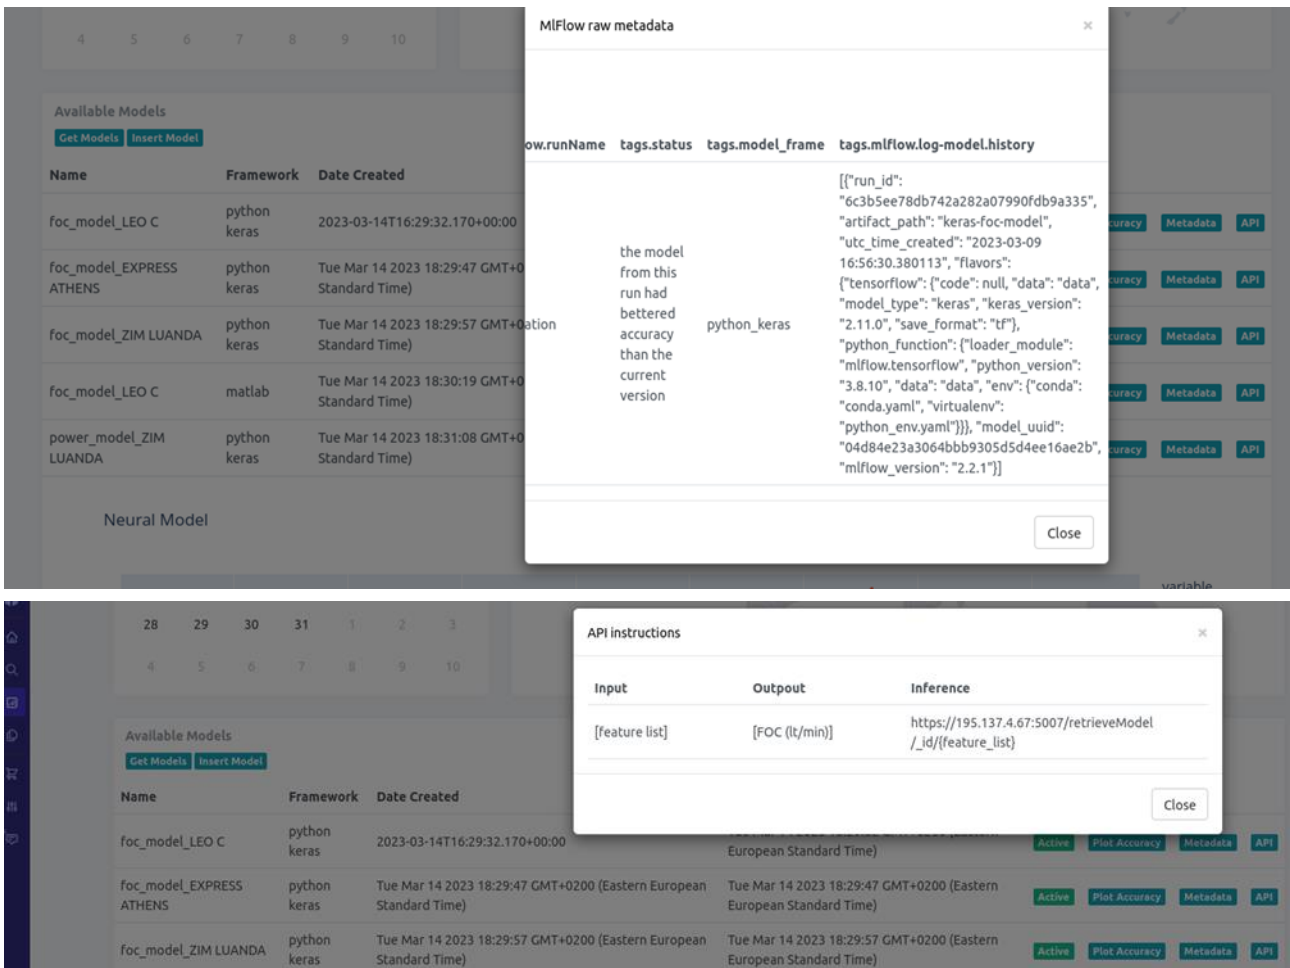 MlFlow raw metadata
×
4 5 6 7 8 9 10
Available Models
Get Models Insert Model
Name Framework Date Created
foc_model_LEO C python keras 2023-03-14T16:29:32.170+00:00
foc_model_EXPRESS ATHENS python keras Tue Mar 14 2023 18:29:47 GMT+0 Standard Time)
foc_model_ZIM LUANDA python keras Tue Mar 14 2023 18:29:57 GMT+0 Standard Time)
foc_model_LEO C matlab Tue Mar 14 2023 18:30:19 GMT+0 Standard Time)
power_model_ZIM LUANDA python keras Tue Mar 14 2023 18:31:08 GMT+0 Standard Time)
ow.runName tags.status tags.model_frame tags.mlflow.log-model.history
ation
the model
from this
run had
bettered
accuracy
than the
current
version
python_keras
[{"run_id":
"6c3b5ee78db742a282a07990fdb9a335",
"artifact_path": "keras-foc-model",
"utc_time_created": "2023-03-09
16:56:30.380113", "flavors":
{"tensorflow": {"code": null, "data": "data",
"model_type": "keras", "keras_version":
"2.11.0", "save_format": "tf"},
"python_function": {"loader_module":
"mlflow.tensorflow", "python_version":
"3.8.10", "data": "data", "env": {"conda":
"conda.yaml", "virtualenv":
"python_env.yaml"}}}, "model_uuid":
"04d84e23a3064bbb9305d5d4ee16ae2b",
"mlflow_version": "2.2.1"}]
curacy Metadata API
curacy Metadata API
curacy Metadata API
curacy Metadata API
curacy Metadata API
Close
Neural Model
variable
28 29 30 31 1 2 3
4 5 6 7 8 9 10
API instructions
×
Input Outpout Inference
[feature list] [FOC (lt/min)] https://195.137.4.67:5007/retrieveModel
/_id/{feature_list}
Close
Available Models
Get Models Insert Model
Name Framework Date Created
foc_model_LEO C python keras 2023-03-14T16:29:32.170+00:00 European Standard Time) Active Plot Accuracy Metadata API
foc_model_EXPRESS ATHENS python keras Tue Mar 14 2023 18:29:47 GMT+0200 (Eastern European Standard Time) Tue Mar 14 2023 18:29:47 GMT+0200 (Eastern European Standard Time) Active Plot Accuracy Metadata API
foc_model_ZIM LUANDA python keras Tue Mar 14 2023 18:29:57 GMT+0200 (Eastern European Standard Time) Tue Mar 14 2023 18:29:57 GMT+0200 (Eastern European Standard Time) Active Plot Accuracy Metadata API